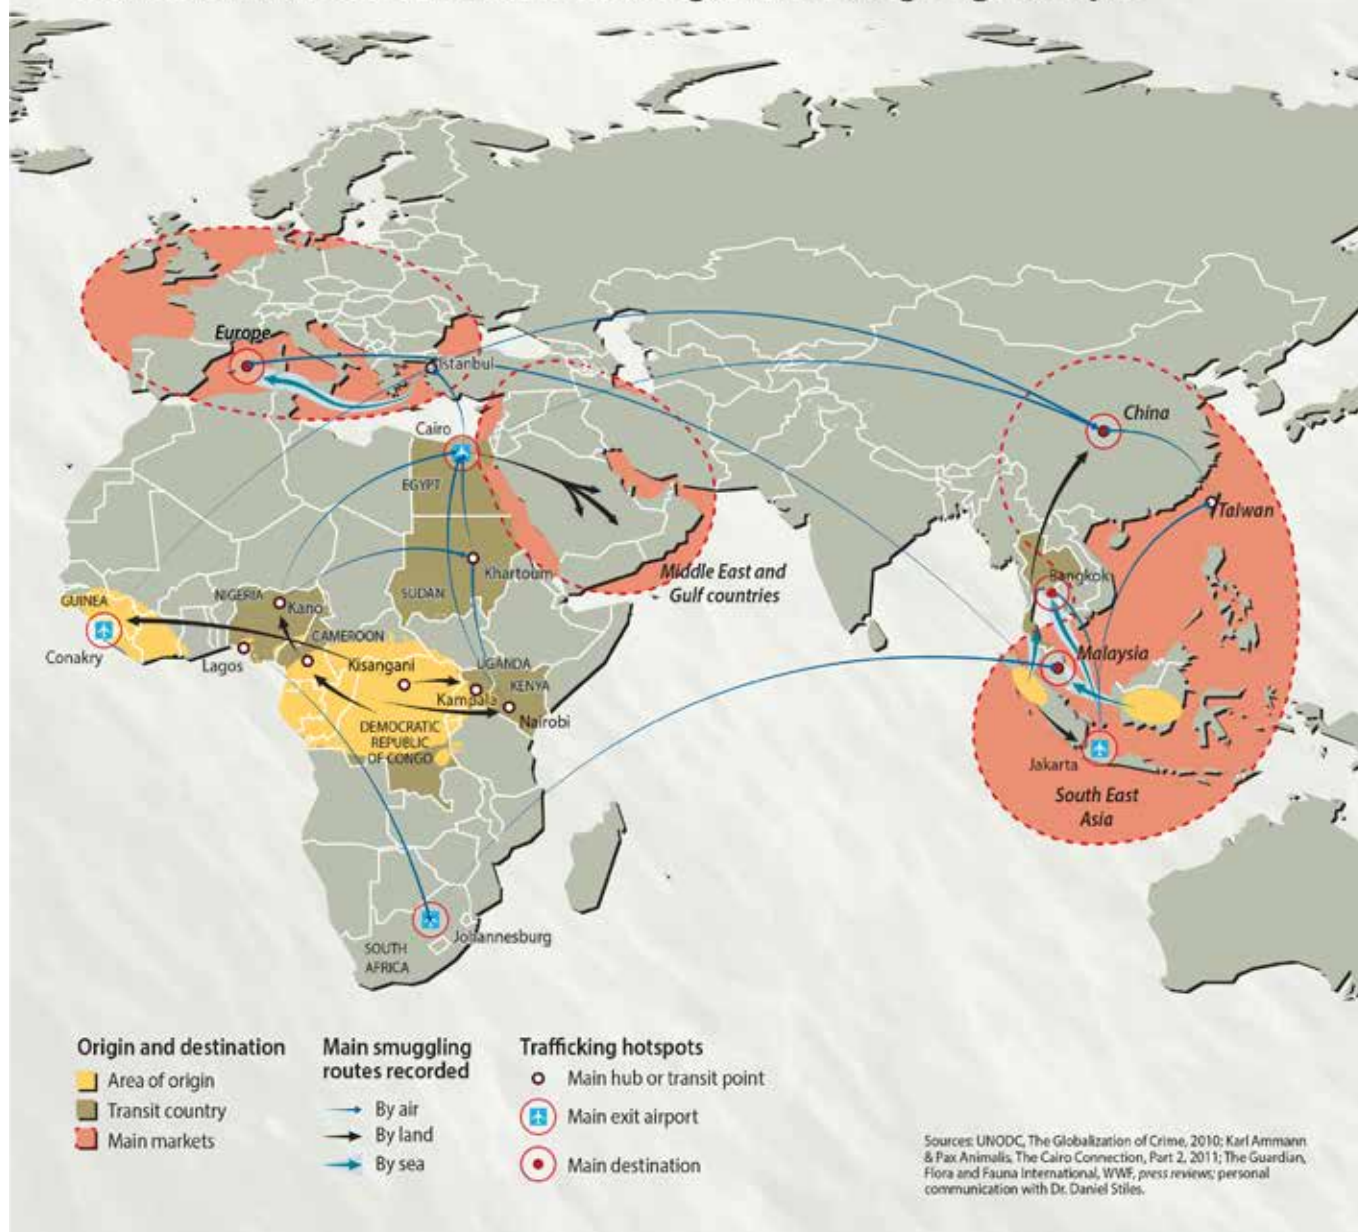 Europe
Istanbul
Cairo
EGYPT
China
Taiwan
Khartoum
SUDAN
Middle East and
Gulf countries
Bangkok
GUINEA
NIGERIA
Kano
CAMEROON
Conakry
Lagos
Kisangani
UGANDA
Kampala
KENYA
Nairobi
Malaysia
DEMOCRATIC
REPUBLIC
OF CONGO
Jakarta
South East
Asia
Johannesburg
SOUTH
AFRICA
Origin and destination
Area of origin
Transit country
Main markets
Main smuggling
routes recorded
By air
By land
By sea
Trafficking hotspots
Main hub or transit point
Main exit airport
Main destination
Sources: UNODC, The Globalization of Crime, 2010; Karl Ammann
& Pax Animalis, The Cairo Connection, Part 2, 2011; The Guardian,
Flora and Fauna International, WWF, press reviews; personal
communication with Dr. Daniel Stiles.